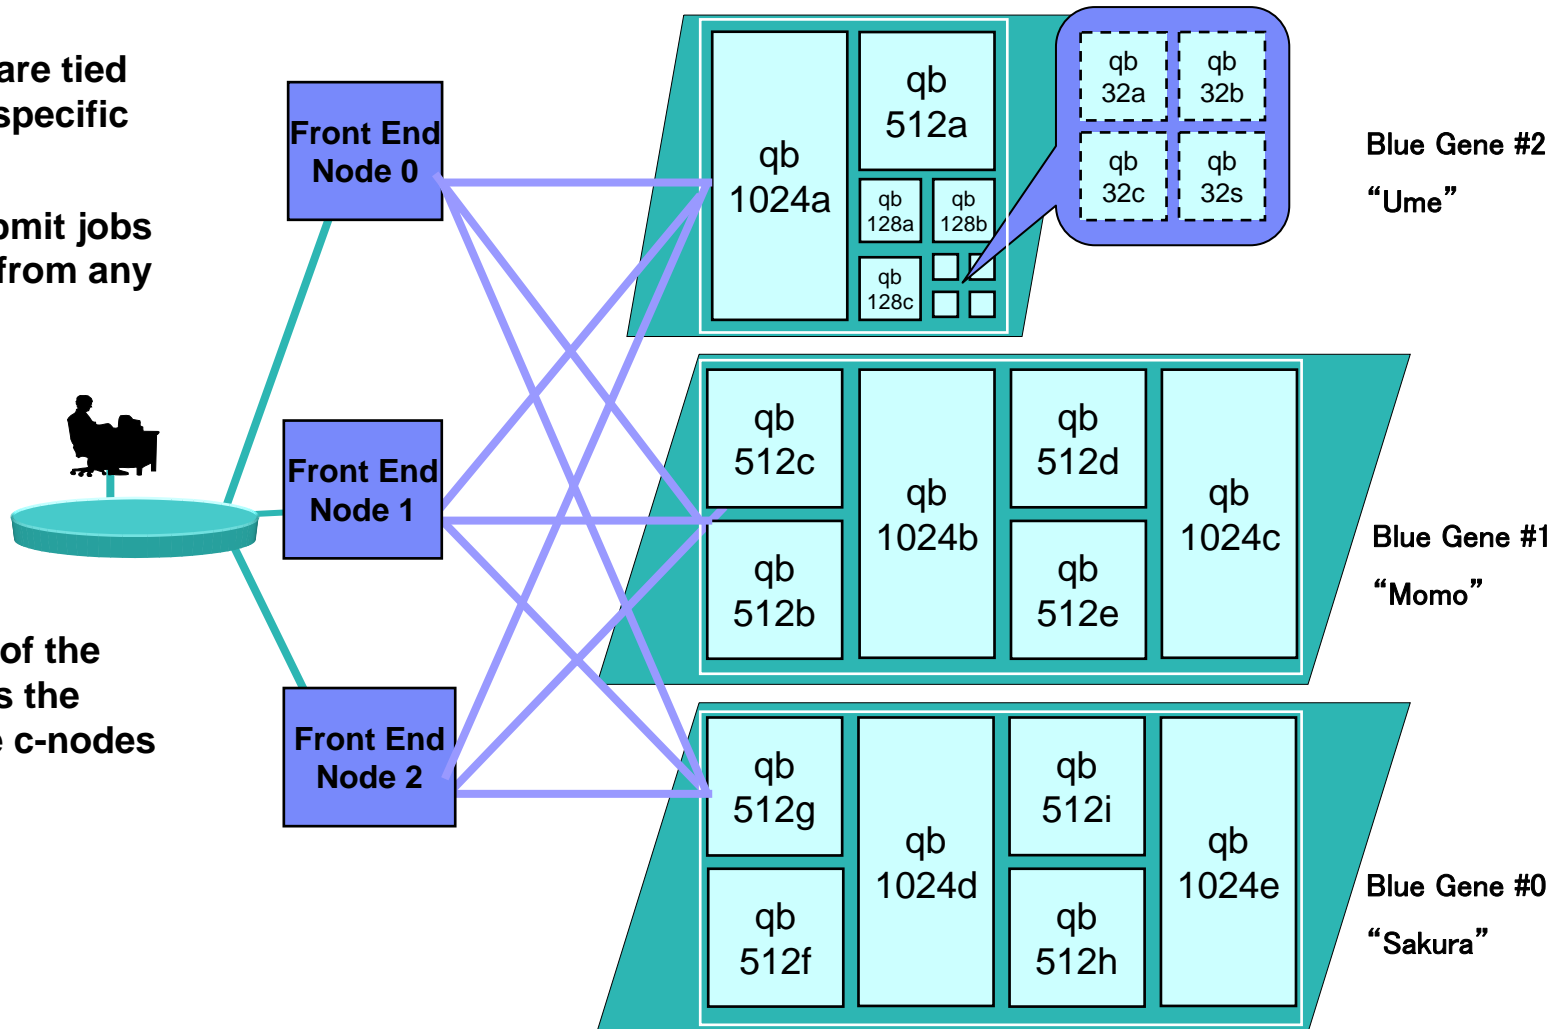 are tied
specific
bmit jobs
from any
of the
s the
e c-nodes
Front End
Node 0
Front End
Node 1
Front End
Node 2
qb
1024a
qb
512a
qb
128a
qb
128b
qb
128c
qb
32a
qb
32b
qb
32c
qb
32s
Blue Gene #2
“Ume”
qb
512c
qb
512b
qb
1024b
qb
512d
qb
512e
qb
1024c
Blue Gene #1
“Momo”
qb
512g
qb
512f
qb
1024d
qb
512i
qb
512h
qb
1024e
Blue Gene #0
“Sakura”